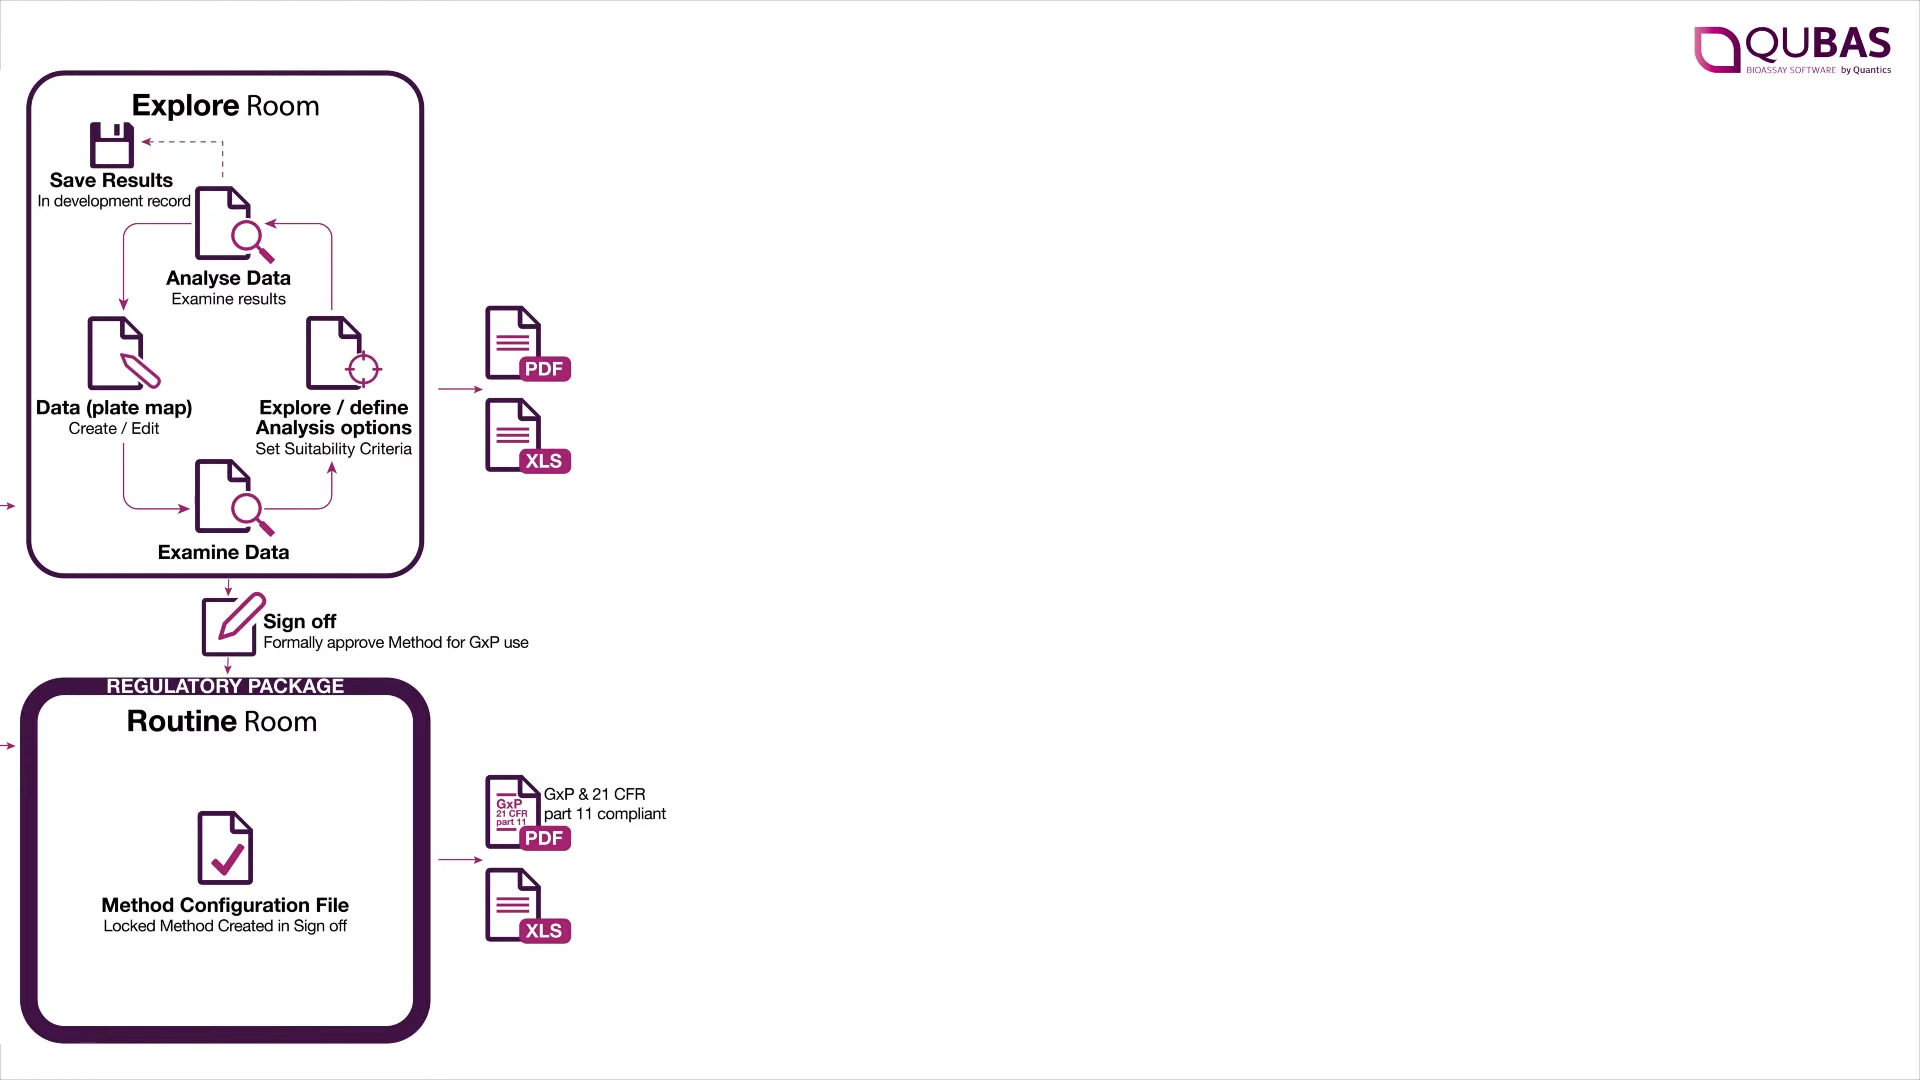 QUBAS
BIOASSAY SOFTWARE by Quantics
Explore Room
Save Results
In development record
Analyse Data
Examine results
Data (plate map)
Create / Edit
Explore / define
Analysis options
Set Suitability Criteria
Examine Data
PDF
XLS
Sign off
Formally approve Method for GxP use
REGULATORY PACKAGE
Routine Room
Method Configuration File
Locked Method Created in Sign off
GxP
21 CFR
part 11
PDF
GxP & 21 CFR
part 11 compliant
XLS